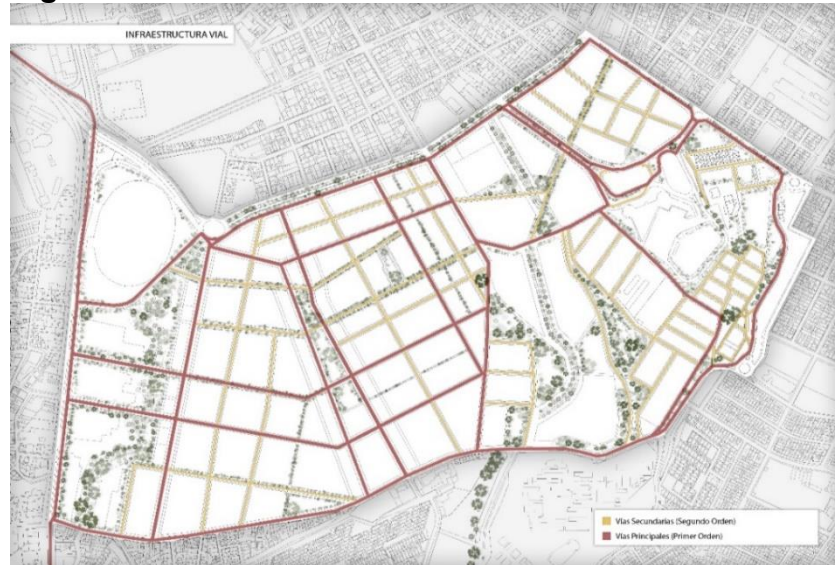 INFRAESTRUCTURA VIAL
Vías Secundarias (Segundo Orden)
Vías Principales (Primer Orden)